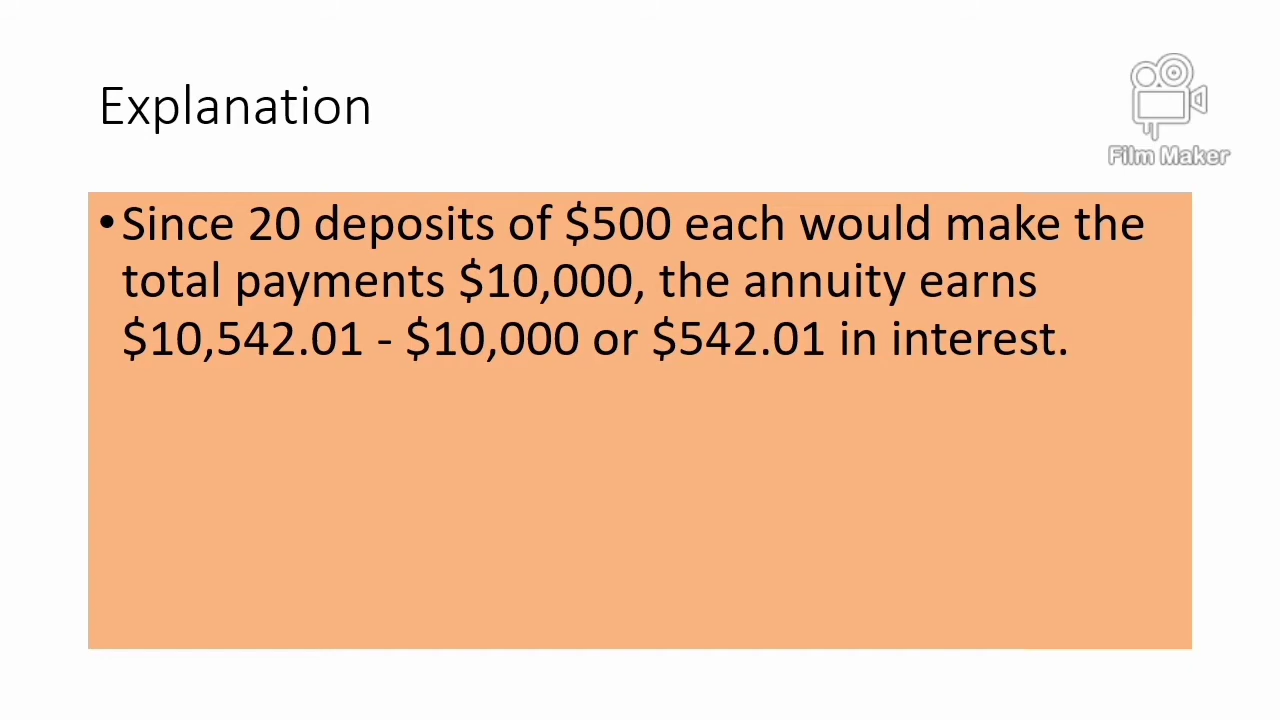 Explanation
Film Maker
•Since 20 deposits of $500 each would make the
total payments $10,000, the annuity earns
$10,542.01 - $10,000 or $542.01 in interest.